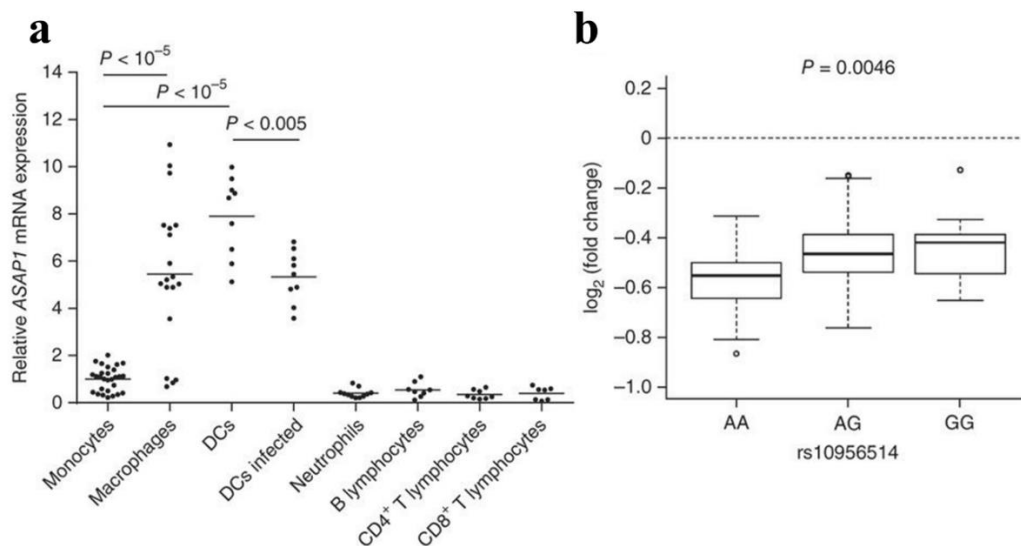 a
P < 10⁻⁵
P < 10⁻⁵
P < 0.005
Relative ASAP1 mRNA expression
14
12
10
8
6
4
2
0
Monocytes
Macrophages
DCs
DCs infected
Neutrophils
B lymphocytes
CD4⁺ T lymphocytes
CD8⁺ T lymphocytes
b
P = 0.0046
log₂ (fold change)
0.2
0
−0.2
−0.4
−0.6
−0.8
−1.0
AA AG GG
rs10956514